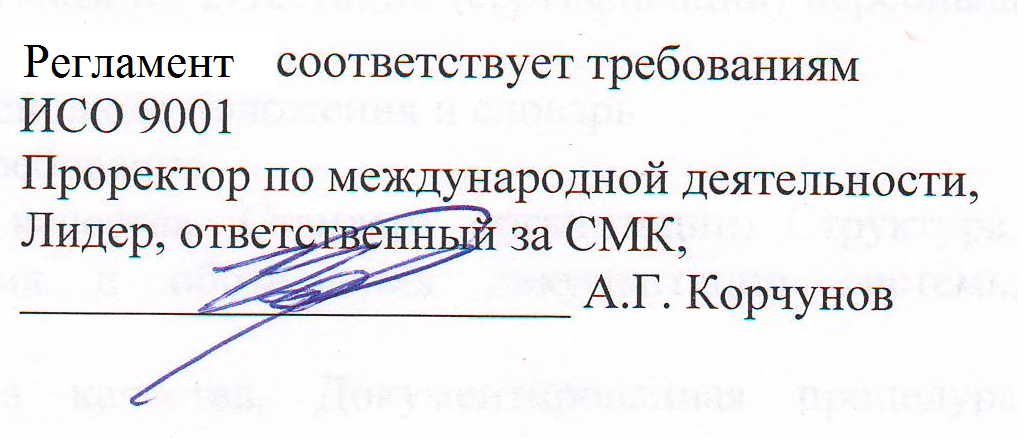 Регламент соответствует требованиям
ИСО 9001
Проректор по международной деятельности,
Лидер, ответственный за СМК,
А.Г. Корчунов